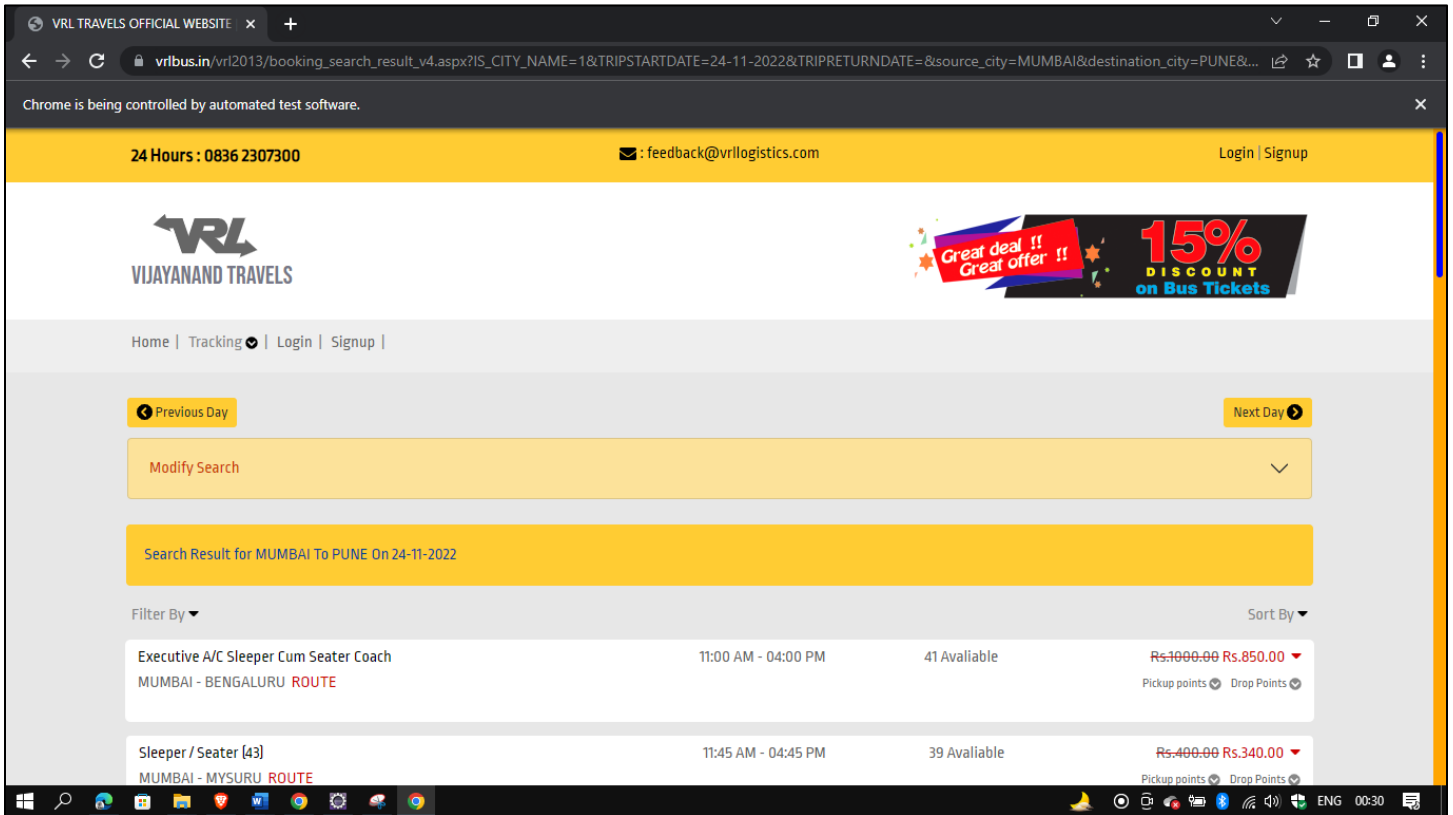 VRL TRAVELS OFFICIAL WEBSITE
vrlbus.in/vrl2013/booking_search_result_v4.aspx?IS_CITY_NAME=1&TRIPSTARTDATE=24-11-2022&TRIPRETURNDATE=&source_city=MUMBAI&destination_city=PUNE&...
Chrome is being controlled by automated test software.
24 Hours : 0836 2307300 : feedback@vrllogistics.com Login | Signup
VRL
VIJAYANAND TRAVELS
Great deal !!
Great offer !!
15%
DISCOUNT
on Bus Tickets
Home | Tracking | Login | Signup |
Previous Day Next Day
Modify Search
Search Result for MUMBAI To PUNE On 24-11-2022
Filter By Sort By
Executive A/C Sleeper Cum Seater Coach 11:00 AM - 04:00 PM 41 Avaliable Rs.1000.00 Rs.850.00
MUMBAI - BENGALURU ROUTE Pickup points Drop Points
Sleeper / Seater [43] 11:45 AM - 04:45 PM 39 Avaliable Rs.400.00 Rs.340.00
MUMBAI - MYSURU ROUTE Pickup points Drop Points
ENG 00:30